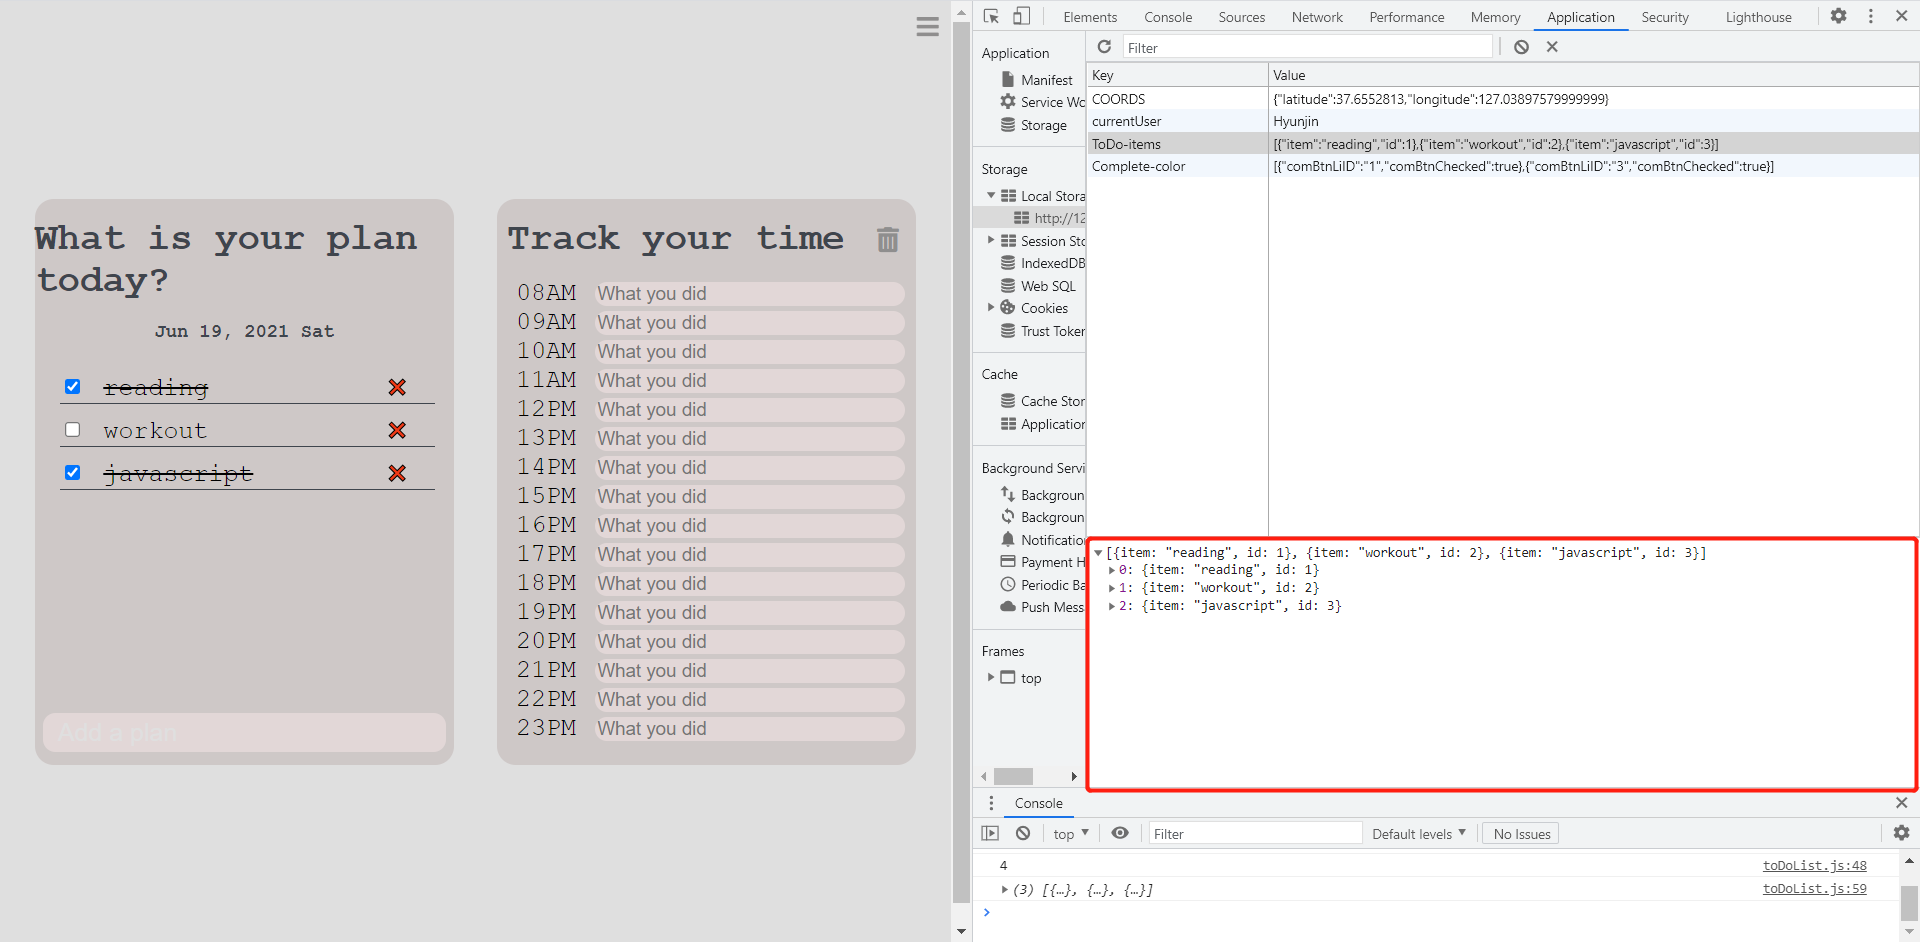 What is your plan
today?
Jun 19, 2021 Sat
reading
workout
javascript
Add a plan
Track your time
08AM What you did
09AM What you did
10AM What you did
11AM What you did
12PM What you did
13PM What you did
14PM What you did
15PM What you did
16PM What you did
17PM What you did
18PM What you did
19PM What you did
20PM What you did
21PM What you did
22PM What you did
23PM What you did
Elements Console Sources Network Performance Memory Application Security Lighthouse
Application
Manifest
Service Wo
Storage
Storage
Local Stora
http://12
Session Sto
IndexedDB
Web SQL
Cookies
Trust Token
Cache
Cache Stor
Application
Background Servi
Backgroun
Backgroun
Notification
Payment H
Periodic Ba
Push Mess
Frames
top
Filter
Key Value
COORDS {"latitude":37.6552813,"longitude":127.03897579999999}
currentUser Hyunjin
ToDo-items [{"item":"reading","id":1},{"item":"workout","id":2},{"item":"javascript","id":3}]
Complete-color [{"comBtnLiID":"1","comBtnChecked":true},{"comBtnLiID":"3","comBtnChecked":true}]
[{item: "reading", id: 1}, {item: "workout", id: 2}, {item: "javascript", id: 3}]
0: {item: "reading", id: 1}
1: {item: "workout", id: 2}
2: {item: "javascript", id: 3}
Console
top Filter Default levels No Issues
4 toDoList.js:48
(3) [{…}, {…}, {…}] toDoList.js:59